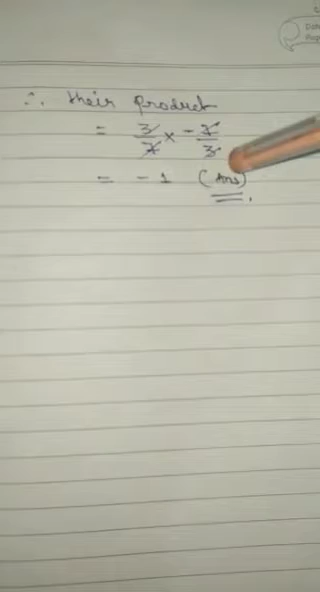 ∴ their product
= 3/7 × -7/3
= -1 (Ans).